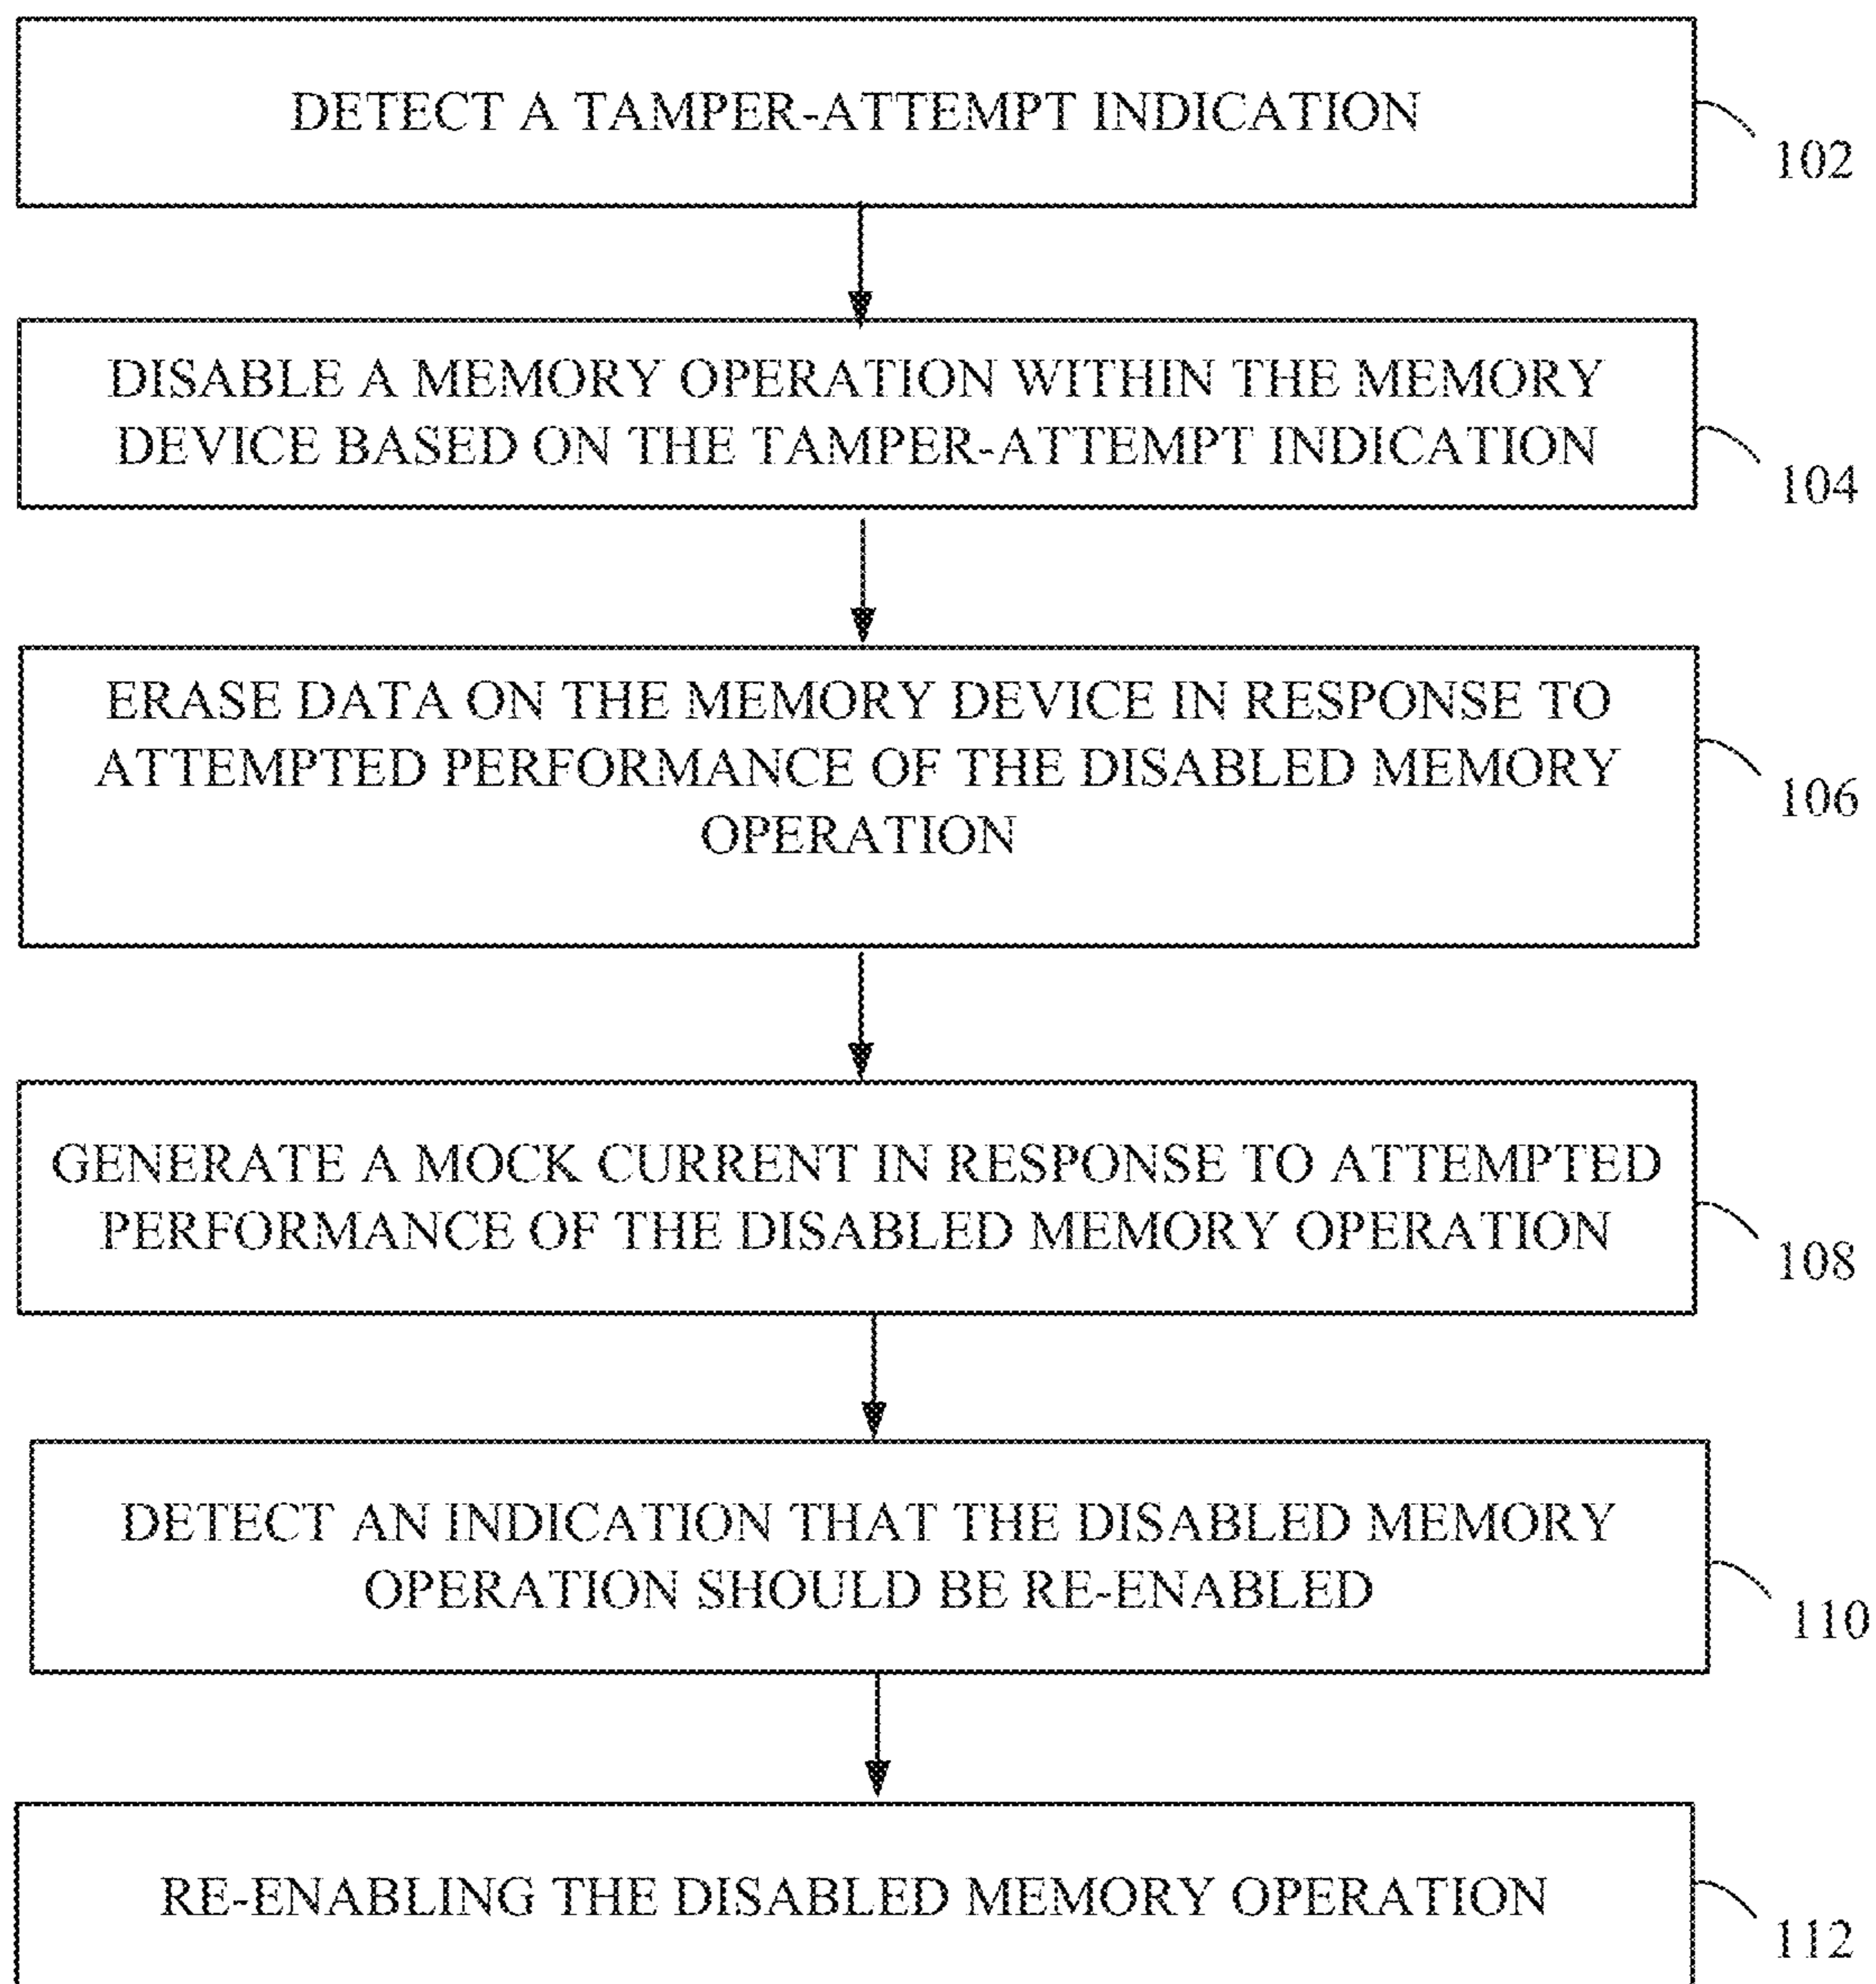 DETECT A TAMPER-ATTEMPT INDICATION
102
DISABLE A MEMORY OPERATION WITHIN THE MEMORY
DEVICE BASED ON THE TAMPER-ATTEMPT INDICATION
104
ERASE DATA ON THE MEMORY DEVICE IN RESPONSE TO
ATTEMPTED PERFORMANCE OF THE DISABLED MEMORY
OPERATION
106
GENERATE A MOCK CURRENT IN RESPONSE TO ATTEMPTED
PERFORMANCE OF THE DISABLED MEMORY OPERATION
108
DETECT AN INDICATION THAT THE DISABLED MEMORY
OPERATION SHOULD BE RE-ENABLED
110
RE-ENABLING THE DISABLED MEMORY OPERATION
112